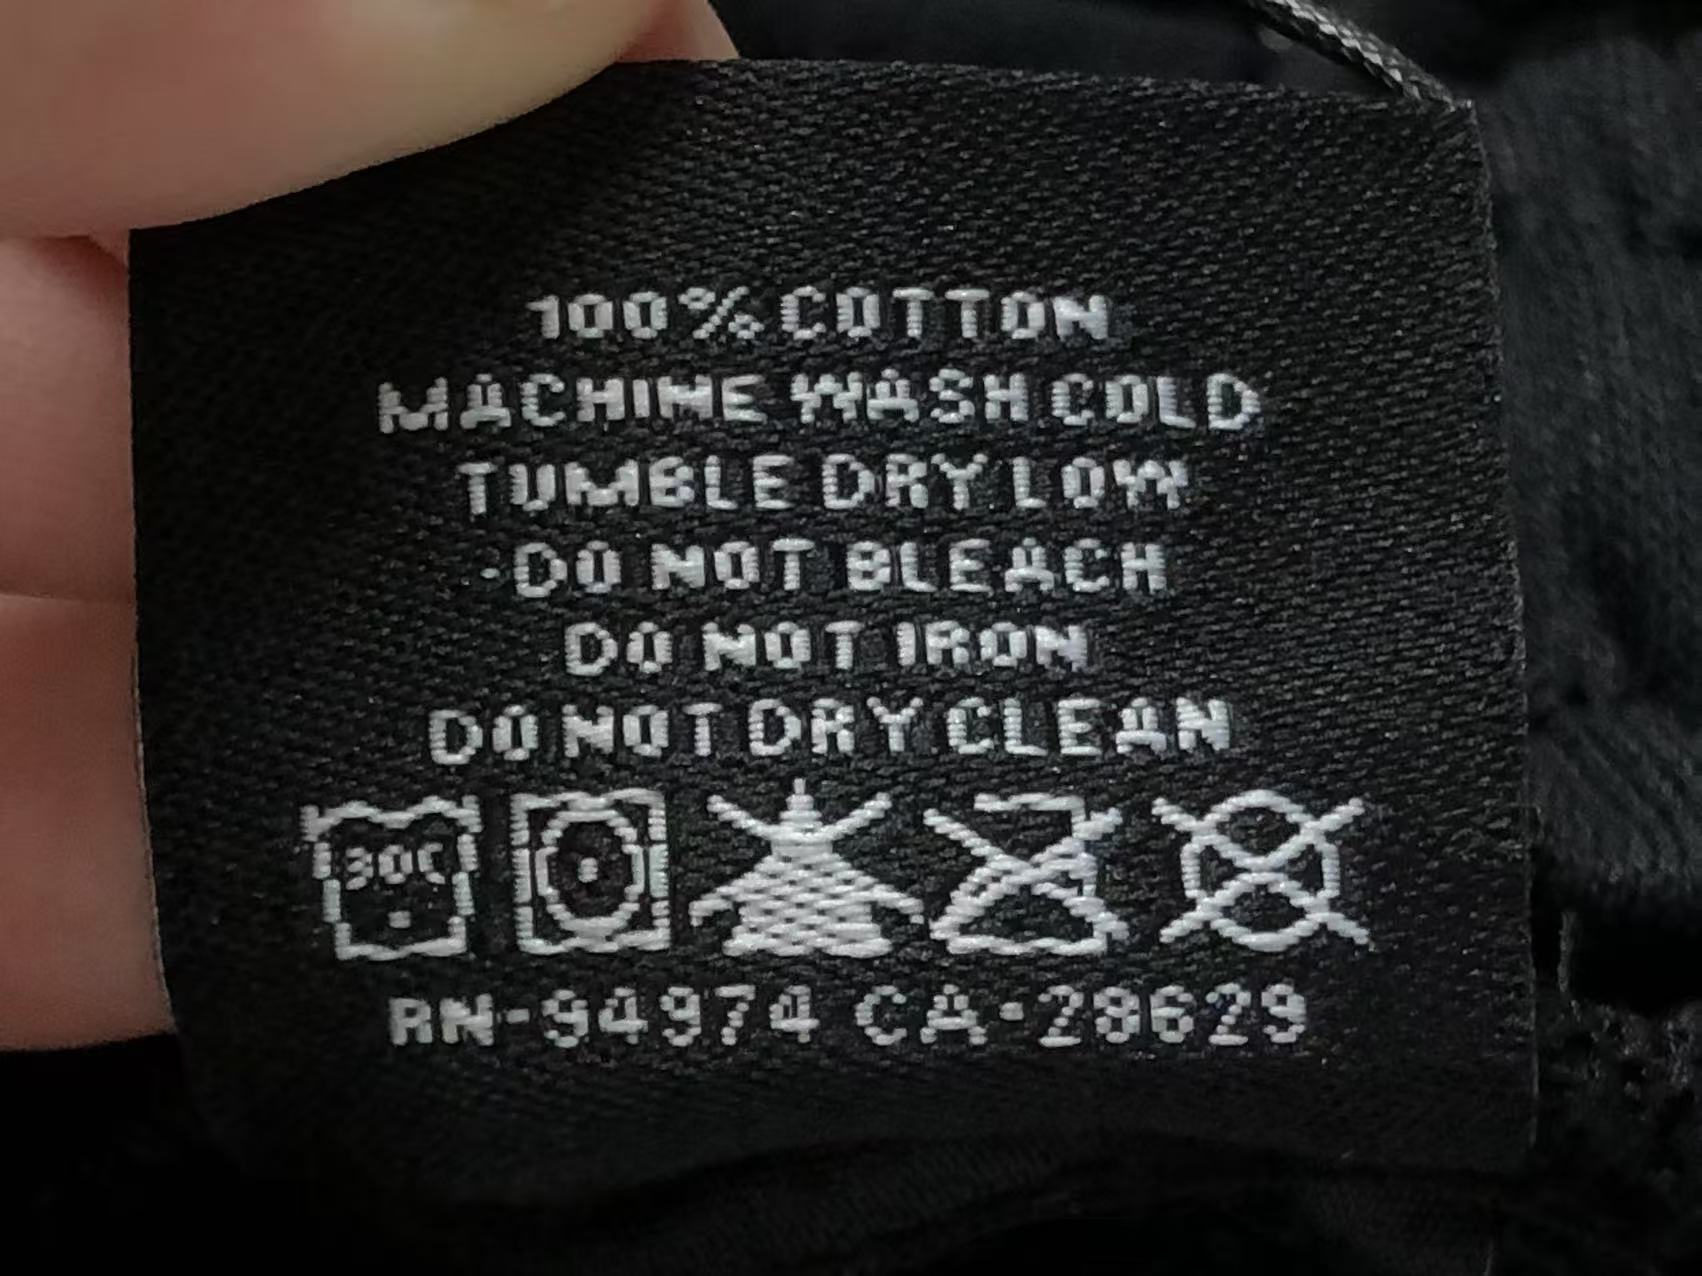 100% COTTON
MACHINE WASH COLD
TUMBLE DRY LOW
DO NOT BLEACH
DO NOT IRON
DO NOT DRY CLEAN
30C
RN-94974 CA-28629